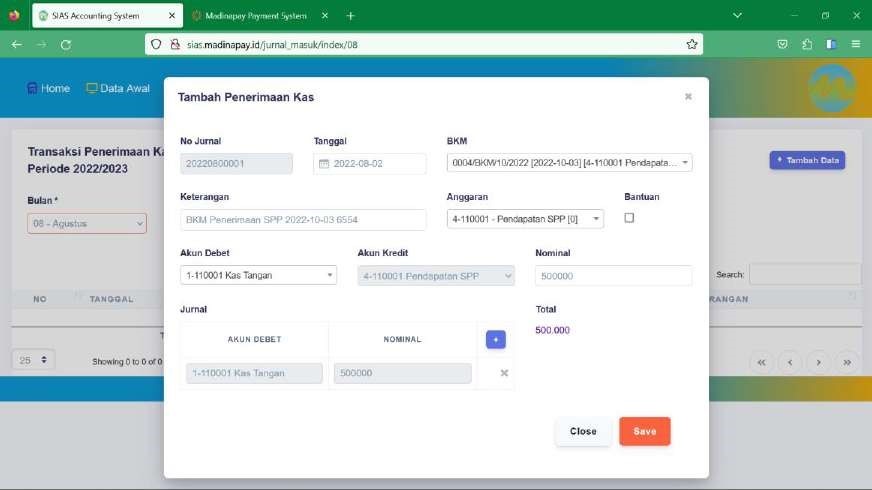 SIAS Accounting System
Madinapay Payment System
sias.madinapay.id/jurnal_masuk/index/08
Home
Data Awal
Tambah Penerimaan Kas
Transaksi Penerimaan Ka
Periode 2022/2023
Tambah Data
Bulan *
08 - Agustus
No Jurnal
Tanggal
BKM
20220800001
2022-08-02
0004/BKM/10/2022 [2022-10-03] [4-110001 Pendapata...
Keterangan
Anggaran
Bantuan
BKM Penerimaan SPP 2022-10-03 6554
4-110001 - Pendapatan SPP [0]
Akun Debet
Akun Kredit
Nominal
1-110001 Kas Tangan
4-110001 Pendapatan SPP
500000
Search:
NO
TANGGAL
RANGAN
Jurnal
Total
500.000
AKUN DEBET
NOMINAL
+
1-110001 Kas Tangan
500000
25
Showing 0 to 0 of 0
Close
Save